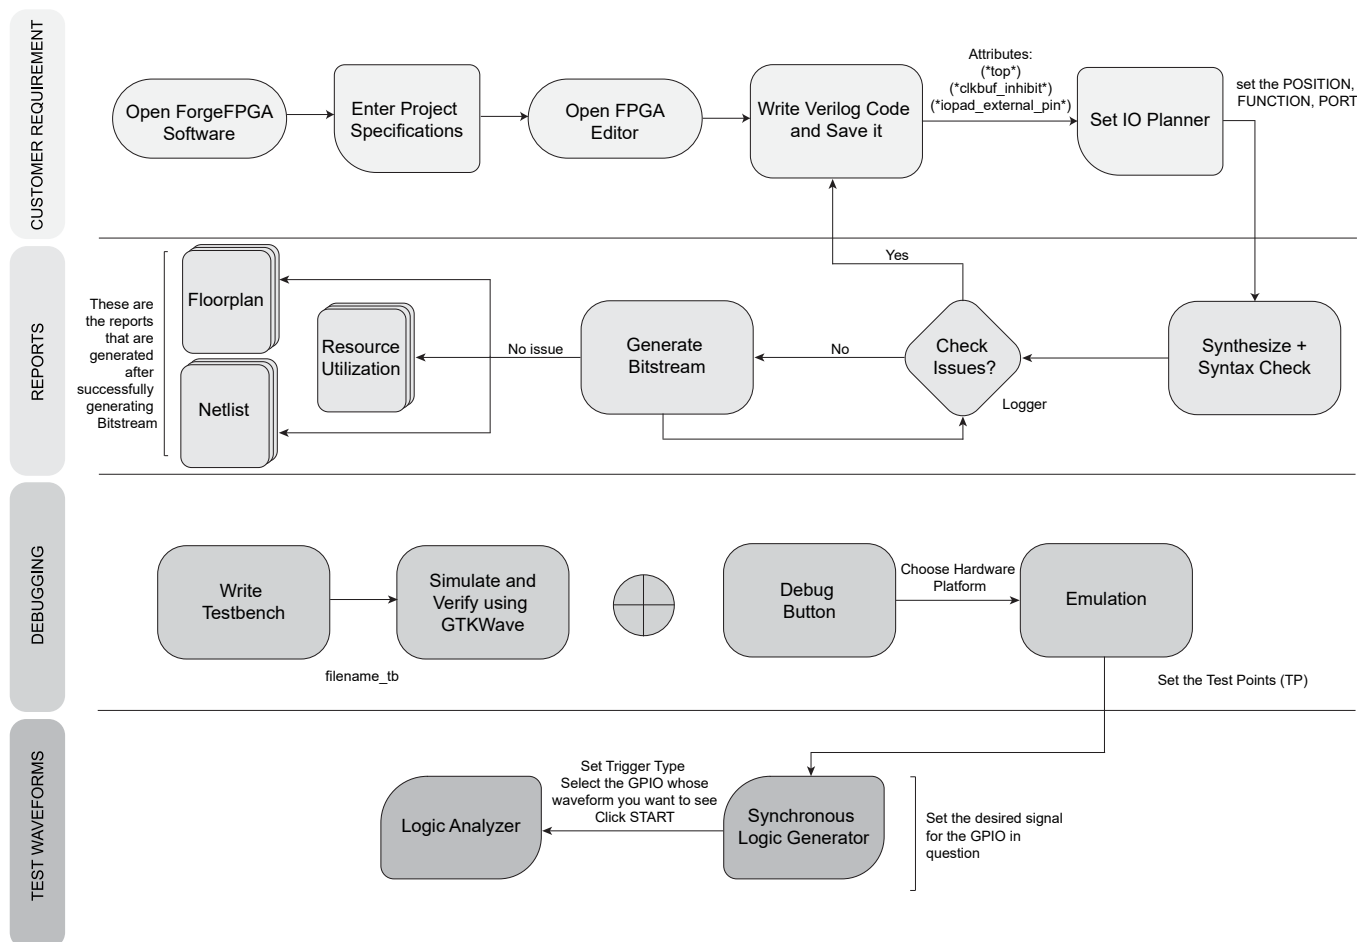 CUSTOMER REQUIREMENT
Open ForgeFPGA
Software
Enter Project
Specifications
Open FPGA
Editor
Write Verilog Code
and Save it
Attributes:
(*top*)
(*clkbuf_inhibit*)
(*iopad_external_pin*)
Set IO Planner
set the POSITION,
FUNCTION, PORT
REPORTS
These are
the reports
that are
generated
after
successfully
generating
Bitstream
Floorplan
Netlist
Resource
Utilization
No issue
Generate
Bitstream
No
Yes
Check
Issues?
Logger
Synthesize +
Syntax Check
DEBUGGING
Write
Testbench
filename_tb
Simulate and
Verify using
GTKWave
Debug
Button
Choose Hardware
Platform
Emulation
Set the Test Points (TP)
TEST WAVEFORMS
Logic Analyzer
Set Trigger Type
Select the GPIO whose
waveform you want to see
Click START
Synchronous
Logic Generator
Set the desired signal
for the GPIO in
question